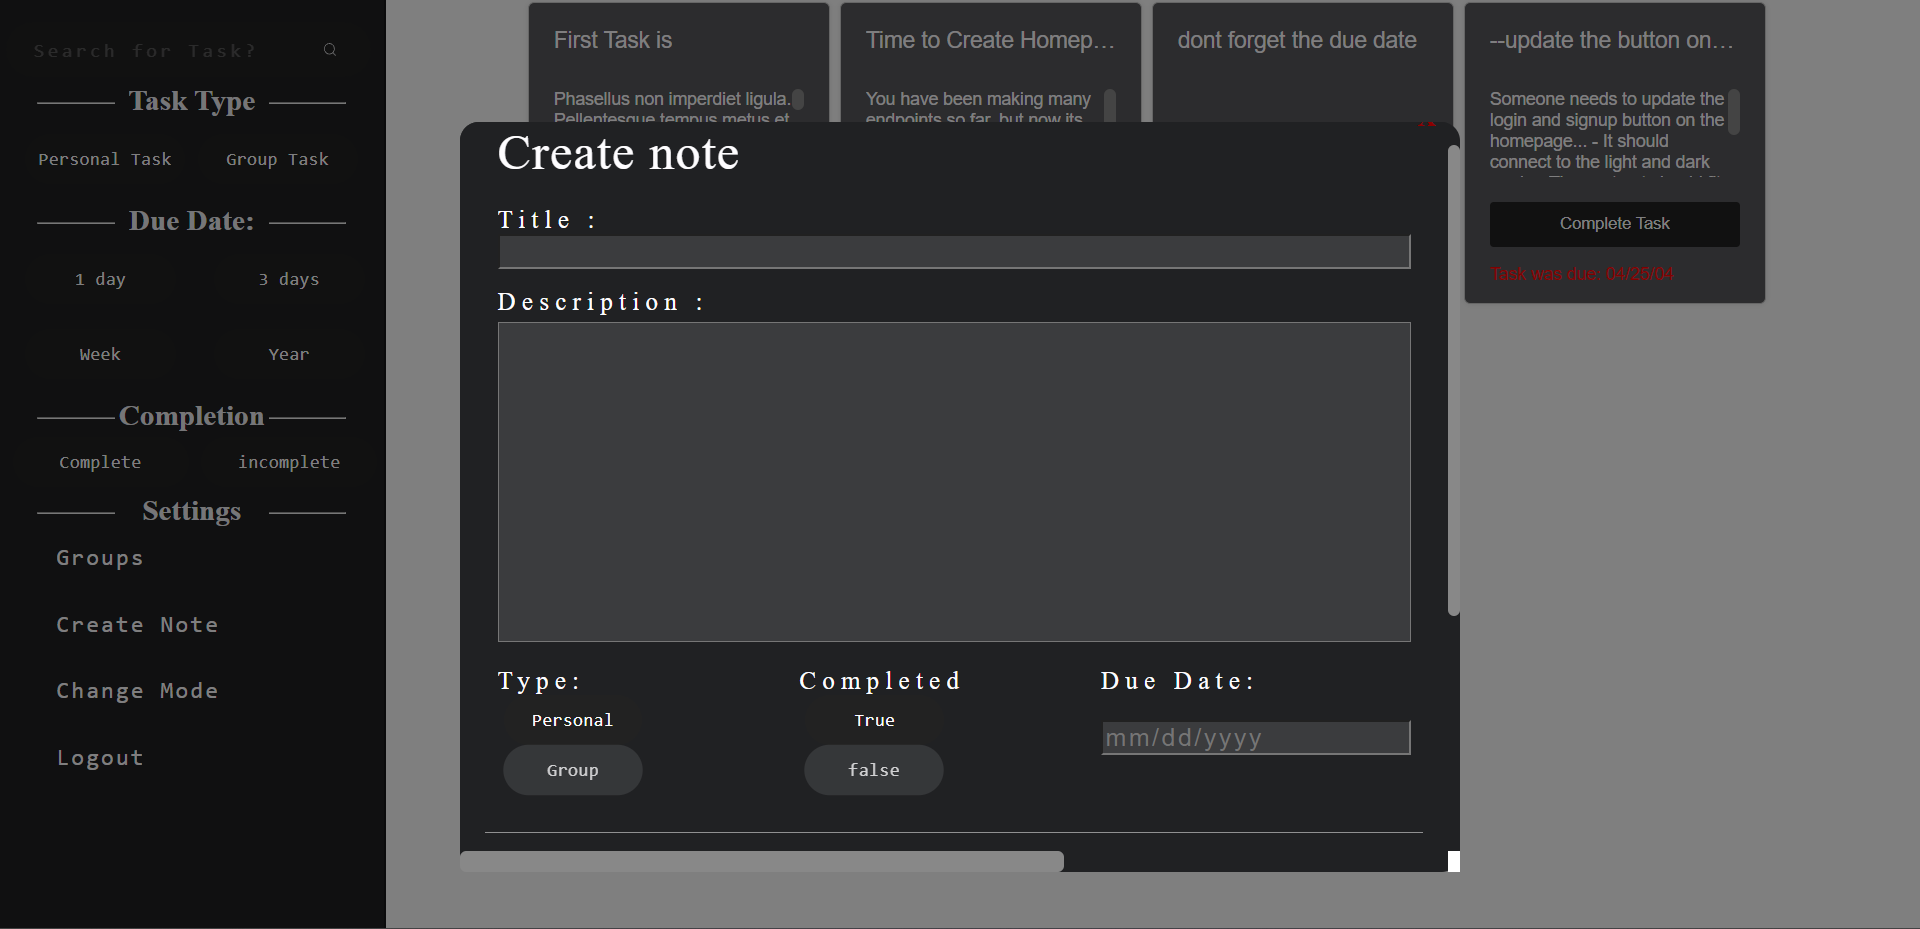 Search for Task?
Task Type
Personal Task
Group Task
Due Date:
1 day
3 days
Week
Year
Completion
Complete
incomplete
Settings
Groups
Create Note
Change Mode
Logout
First Task is
Phasellus non imperdiet ligula.
Pellentesque tempus metus et
Time to Create Homep...
You have been making many
endpoints so far, but now its
dont forget the due date
--update the button on...
Someone needs to update the
login and signup button on the
homepage... - It should
connect to the light and dark
Complete Task
Task was due: 04/25/04
Create note
Title :
Description :
Type:
Personal
Group
Completed
True
false
Due Date:
mm/dd/yyyy